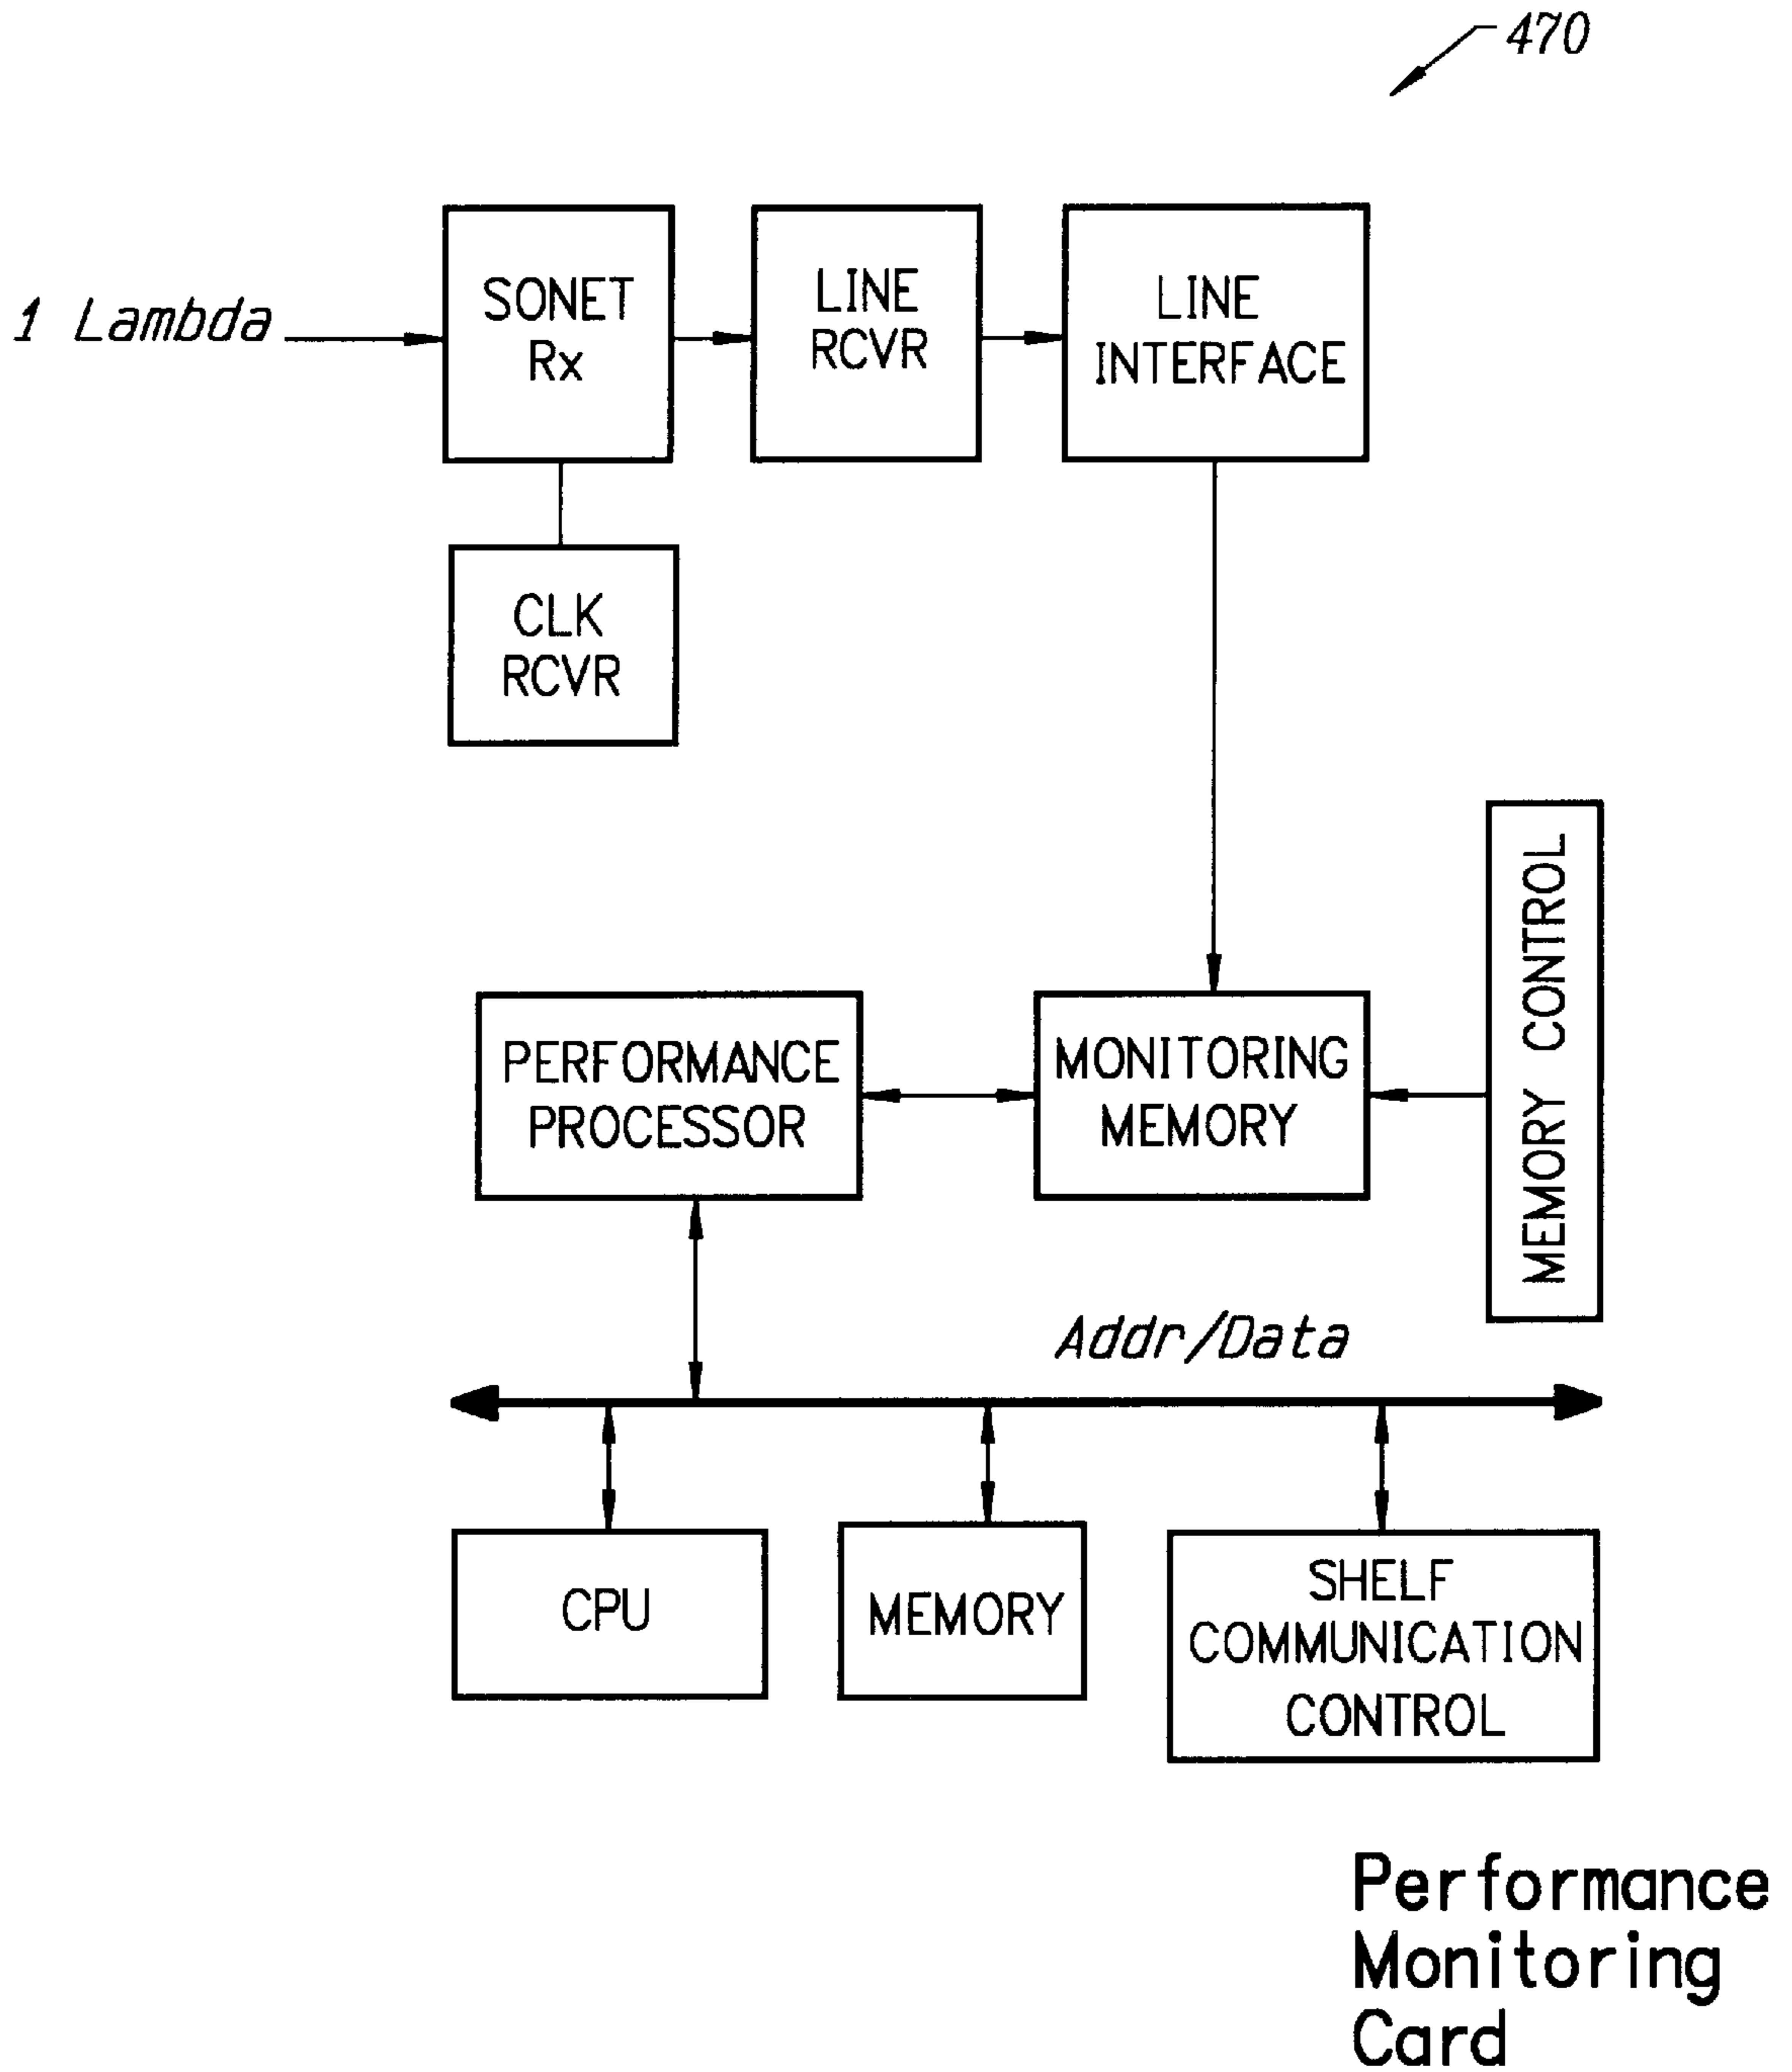 470
1 Lambda
SONET
Rx
LINE
RCVR
LINE
INTERFACE
CLK
RCVR
MEMORY CONTROL
PERFORMANCE
PROCESSOR
MONITORING
MEMORY
Addr/Data
CPU
MEMORY
SHELF
COMMUNICATION
CONTROL
Performance
Monitoring
Card